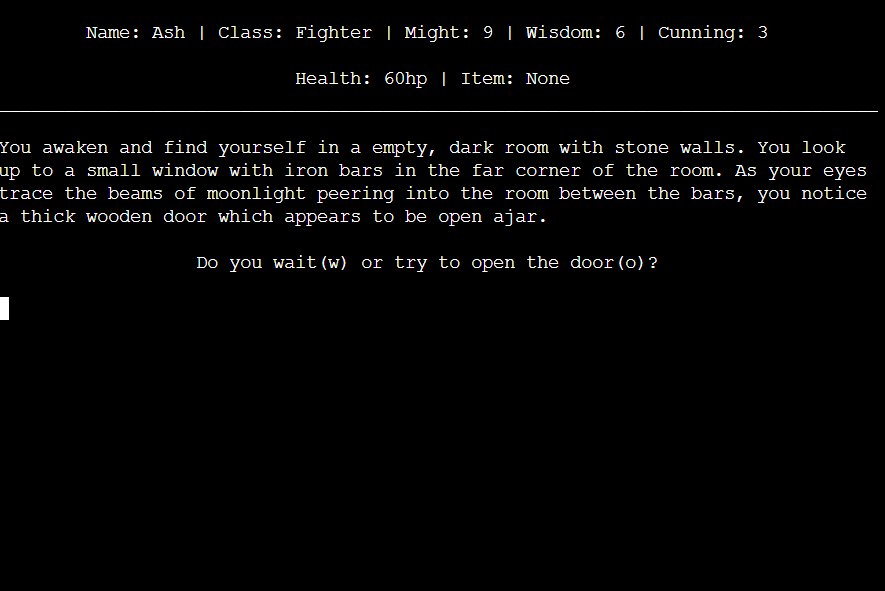 Name: Ash | Class: Fighter | Might: 9 | Wisdom: 6 | Cunning: 3
Health: 60hp | Item: None
You awaken and find yourself in a empty, dark room with stone walls. You look
up to a small window with iron bars in the far corner of the room. As your eyes
trace the beams of moonlight peering into the room between the bars, you notice
a thick wooden door which appears to be open ajar.
Do you wait(w) or try to open the door(o)?